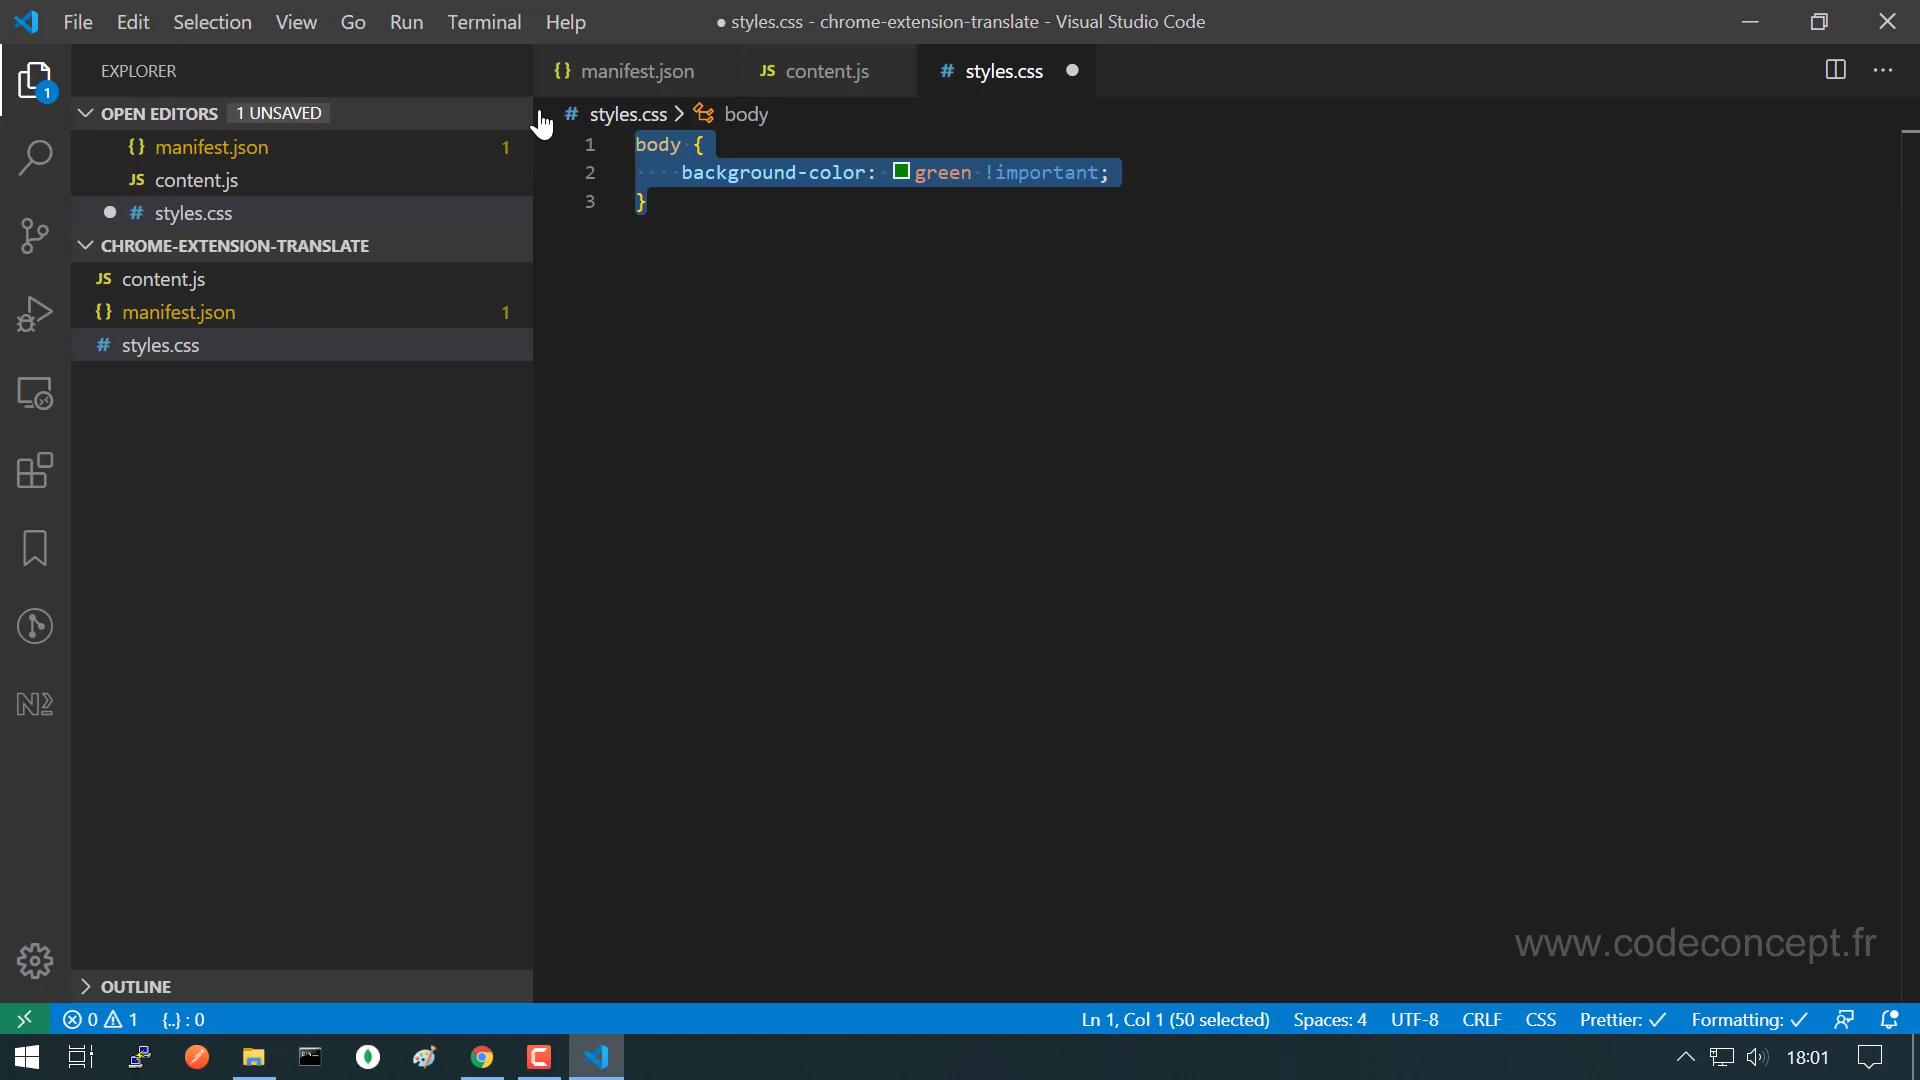 File Edit Selection View Go Run Terminal Help
● styles.css - chrome-extension-translate - Visual Studio Code
1
EXPLORER
OPEN EDITORS 1 UNSAVED
{} manifest.json 1
JS content.js
# styles.css
CHROME-EXTENSION-TRANSLATE
JS content.js
{} manifest.json 1
# styles.css
OUTLINE
{} manifest.json
JS content.js
# styles.css
# styles.css > body
1 body {
2 background-color: green !important;
3 }
www.codeconcept.fr
0 1 {..} : 0
Ln 1, Col 1 (50 selected) Spaces: 4 UTF-8 CRLF CSS Prettier: ✓ Formatting: ✓
18:01